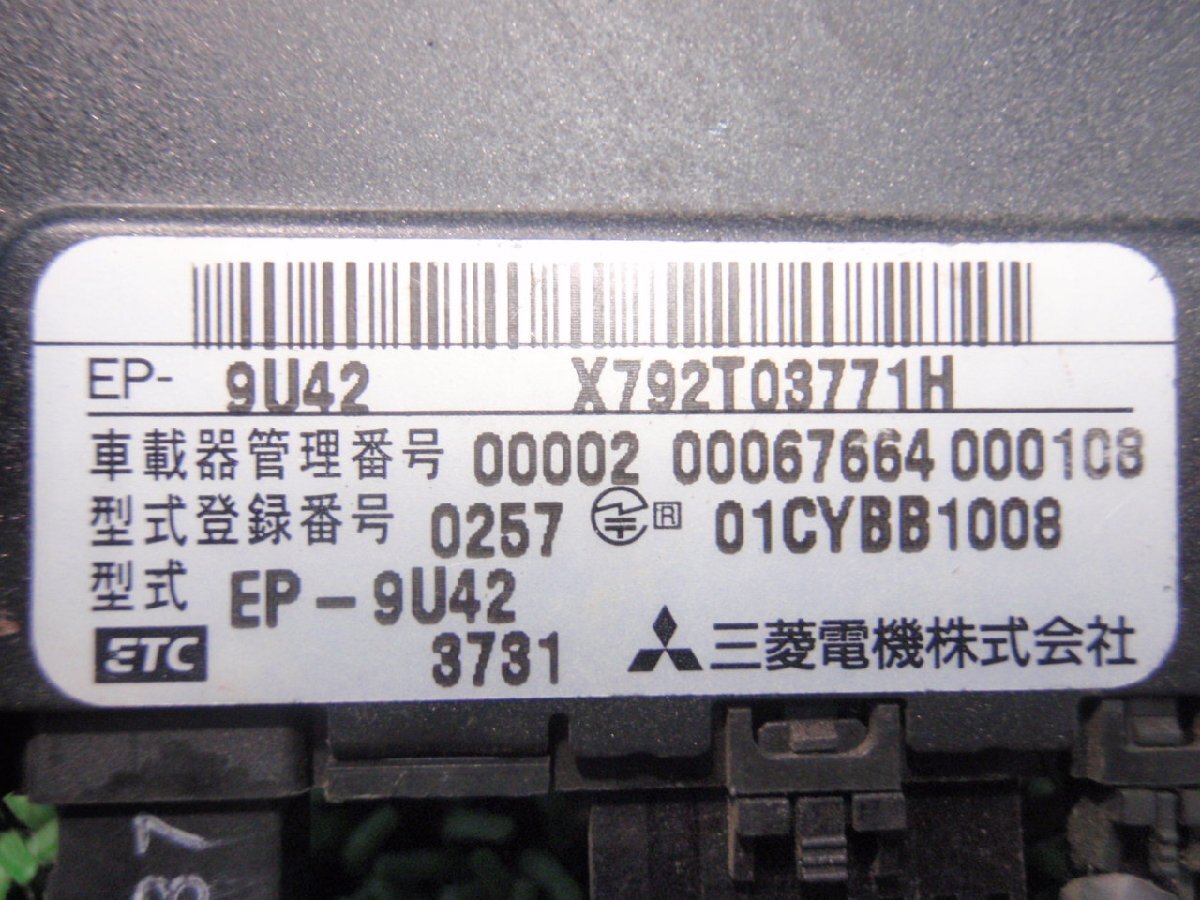 EP- 9U42 X792T03771H
車載器管理番号 00002 00067664 000108
型式登録番号 0257 R 01CYBB1008
型式 EP-9U42
ETC 3731 三菱電機株式会社